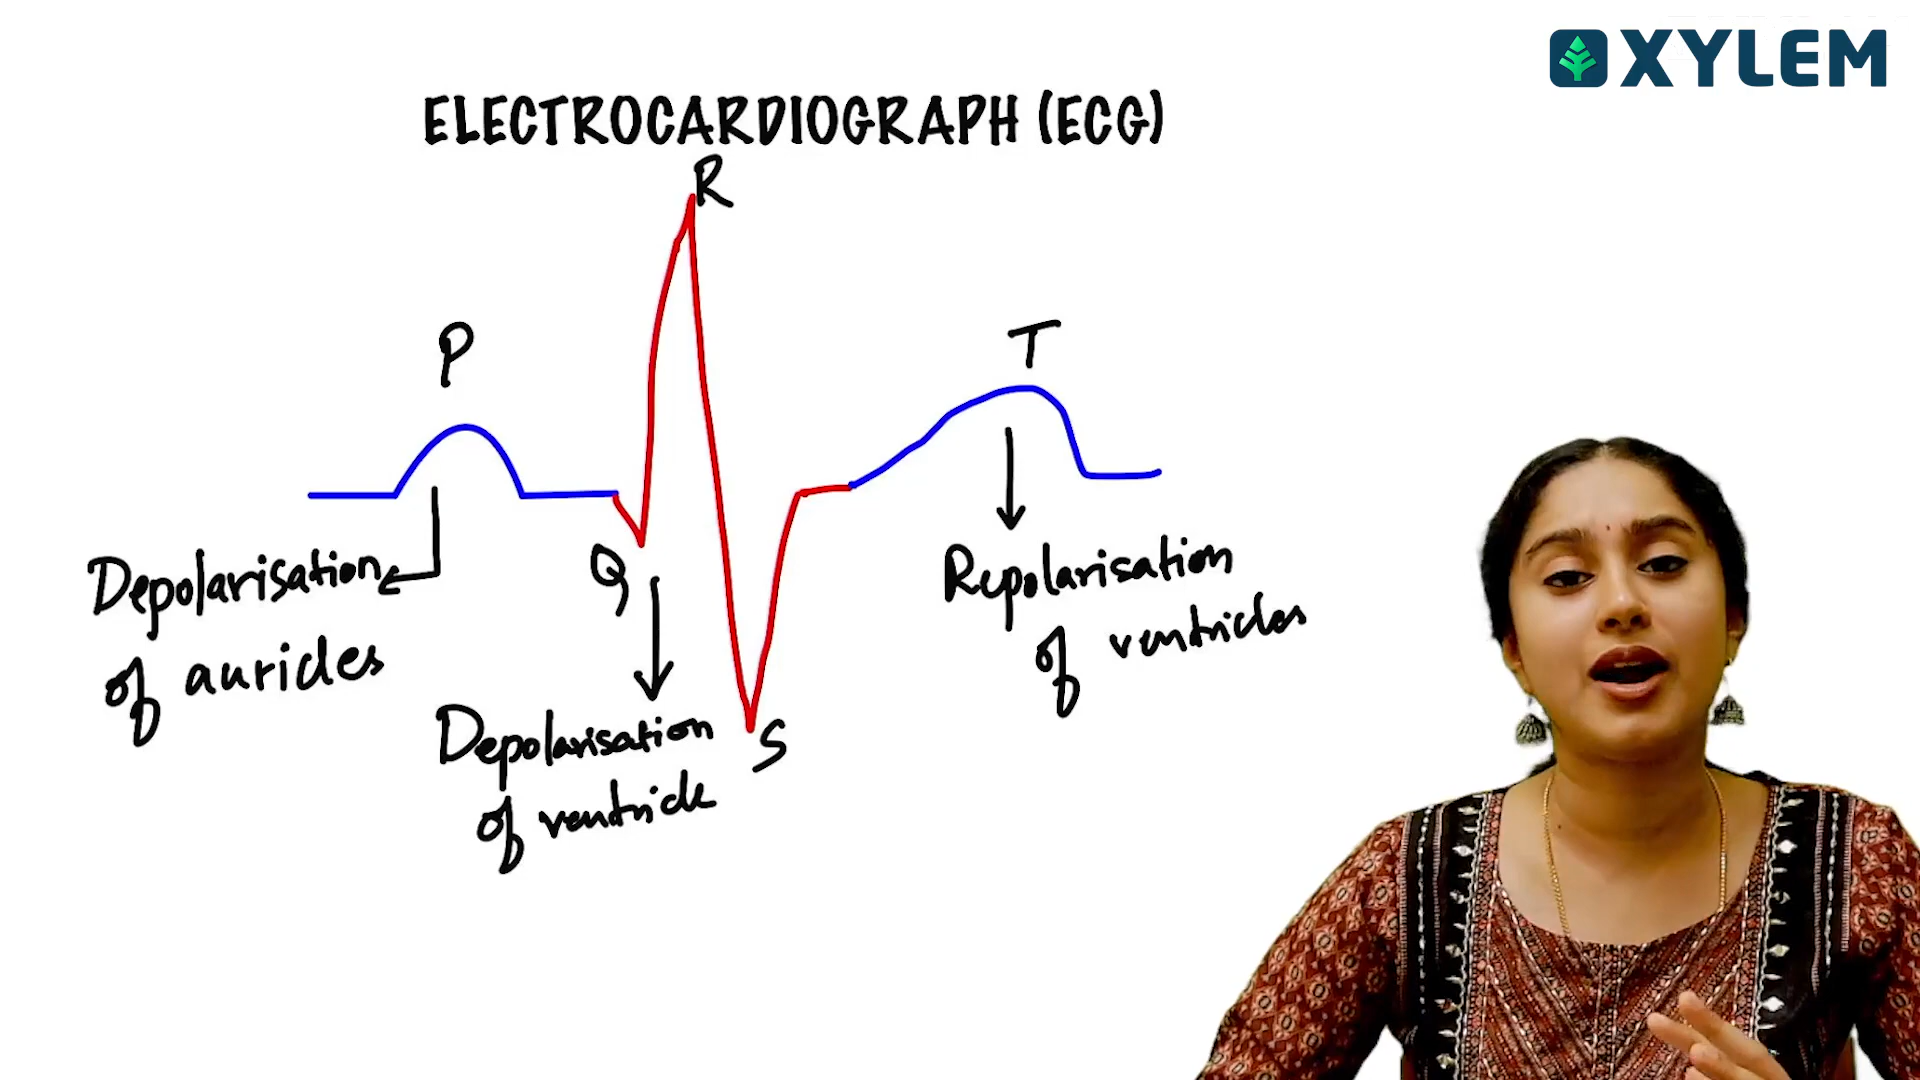 XYLEM
ELECTROCARDIOGRAPH (ECG)
R
P
T
Q
S
Depolarisation
of auricles
Depolarisation
of ventricle
Repolarisation
of ventricles